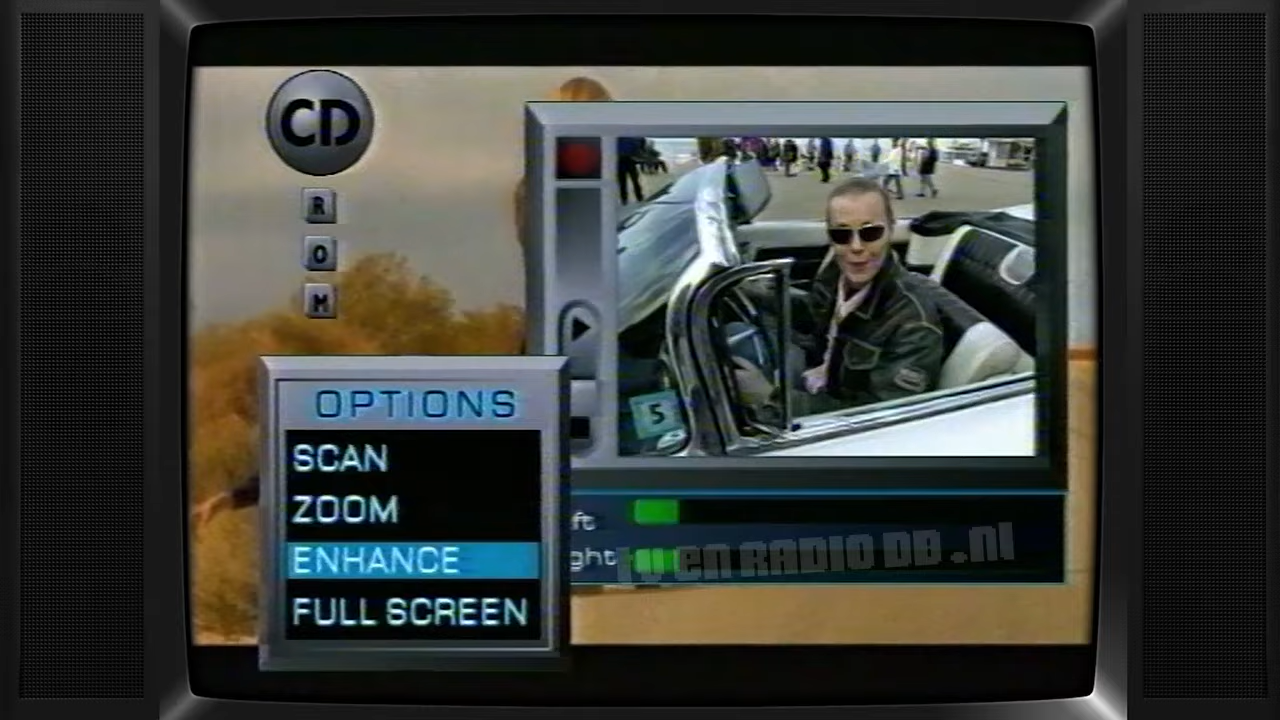 CD
R
O
M
5
OPTIONS
SCAN
ZOOM
ENHANCE
FULL SCREEN
ft
ght
tv en RADIO DB .nl